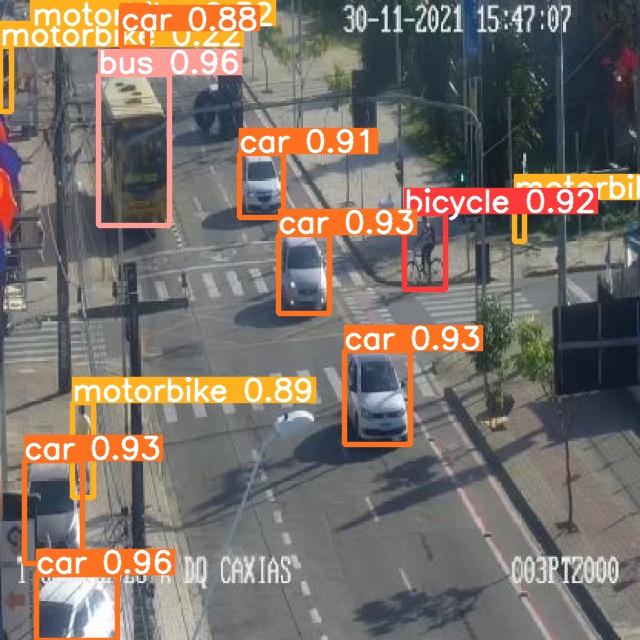 car 0.88
30-11-2021 15:47:07
motorbike 0.22
bus 0.96
car 0.91
bicycle 0.92
car 0.93
car 0.93
motorbike 0.89
car 0.93
car 0.96
DQ CAXIAS
003PTZ000